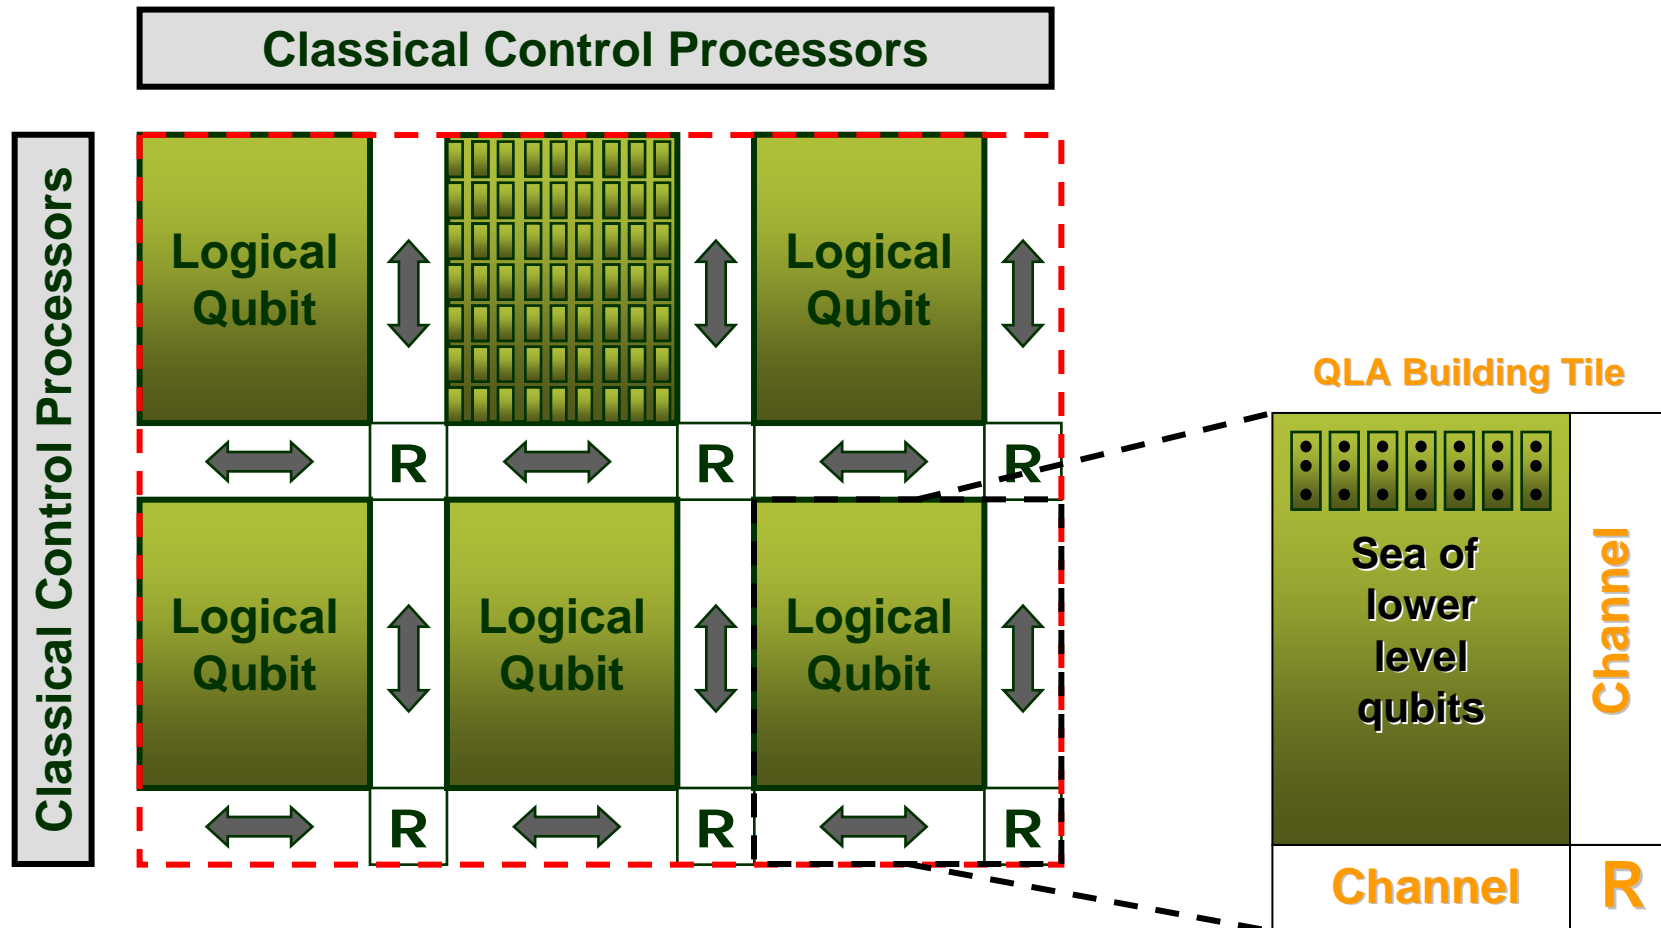 Classical Control Processors
Classical Control Processors
Logical
Qubit
Logical
Qubit
R
R
R
Logical
Qubit
Logical
Qubit
Logical
Qubit
R
R
R
QLA Building Tile
Sea of
lower
level
qubits
Channel
Channel
R